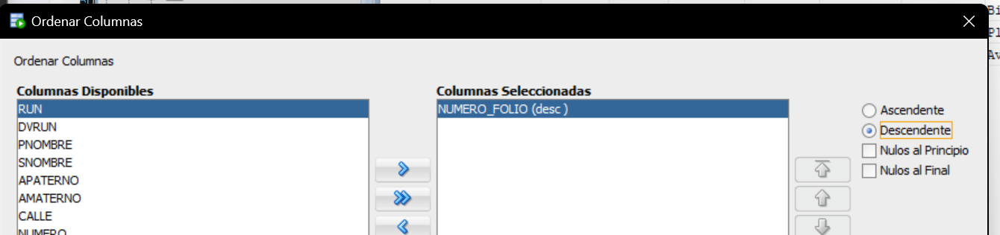 Ordenar Columnas
Bi
Pl
Av
Ordenar Columnas
Columnas Disponibles
RUN
DVRUN
PNOMBRE
SNOMBRE
APATERNO
AMATERNO
CALLE
NUMERO
Columnas Seleccionadas
NUMERO_FOLIO (desc )
Ascendente
Descendente
Nulos al Principio
Nulos al Final